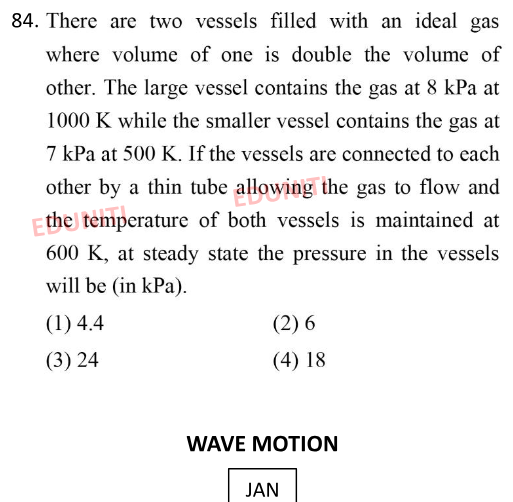 84. There are two vessels filled with an ideal gas
where volume of one is double the volume of
other. The large vessel contains the gas at 8 kPa at
1000 K while the smaller vessel contains the gas at
7 kPa at 500 K. If the vessels are connected to each
other by a thin tube allowing the gas to flow and
EDUNITI
the temperature of both vessels is maintained at
EDUNITI
600 K, at steady state the pressure in the vessels
will be (in kPa).
(1) 4.4 (2) 6
(3) 24 (4) 18
WAVE MOTION
JAN